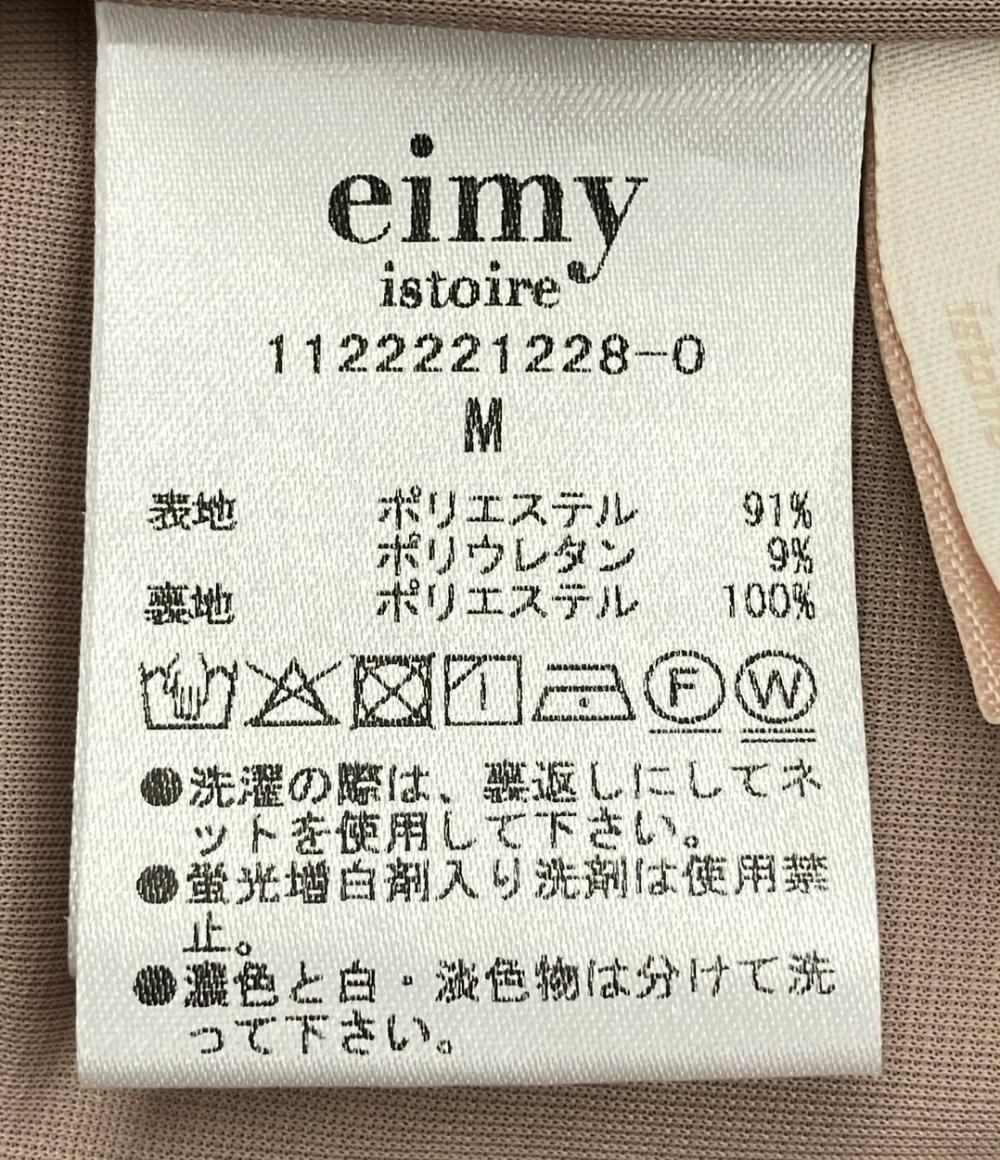 eimy
istoire
1122221228-0
M
表地 ポリエステル 91%
ポリウレタン 9%
裏地 ポリエステル 100%
F W
●洗濯の際は、裏返しにしてネ
ットを使用して下さい。
●蛍光増白剤入り洗剤は使用禁
止。
●濃色と白・淡色物は分けて洗
って下さい。
istoire